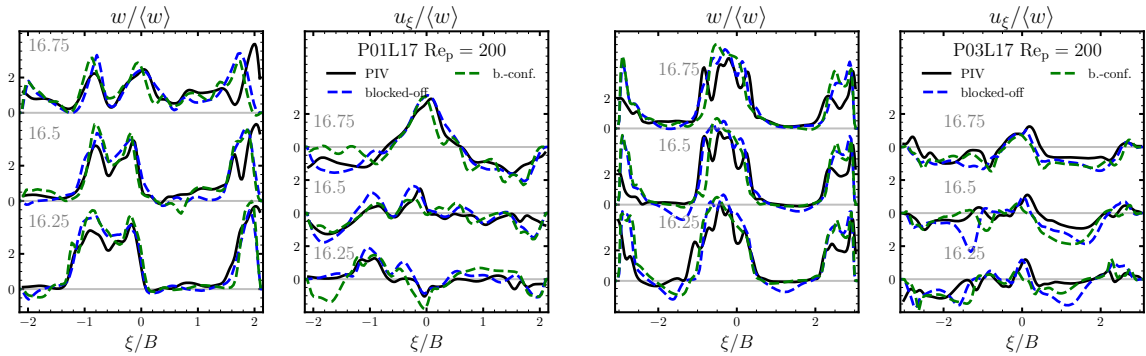 w/⟨w⟩
u_ξ/⟨w⟩
w/⟨w⟩
u_ξ/⟨w⟩
16.75
2
0
16.5
2
0
16.25
2
0
−2 −1 0 1 2
ξ/B
P01L17 Re_p = 200
PIV
blocked-off
b.-conf.
16.75
0
2
16.5
0
2
16.25
0
−2 −1 0 1 2
ξ/B
16.75
2
0
16.5
2
0
16.25
2
0
−2 0 2
ξ/B
P03L17 Re_p = 200
PIV
blocked-off
b.-conf.
16.75
0
2
16.5
0
2
16.25
0
−2 0 2
ξ/B